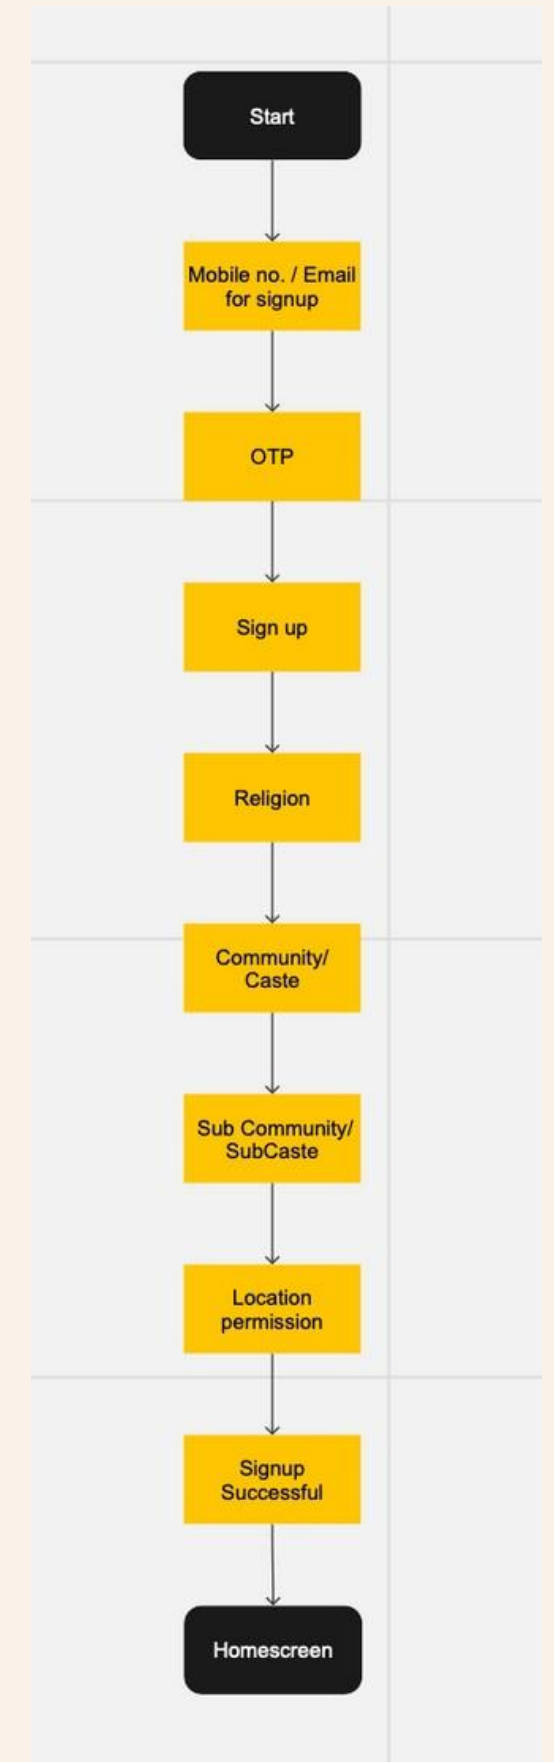 Start
Mobile no. / Email
for signup
OTP
Sign up
Religion
Community/
Caste
Sub Community/
SubCaste
Location
permission
Signup
Successful
Homescreen